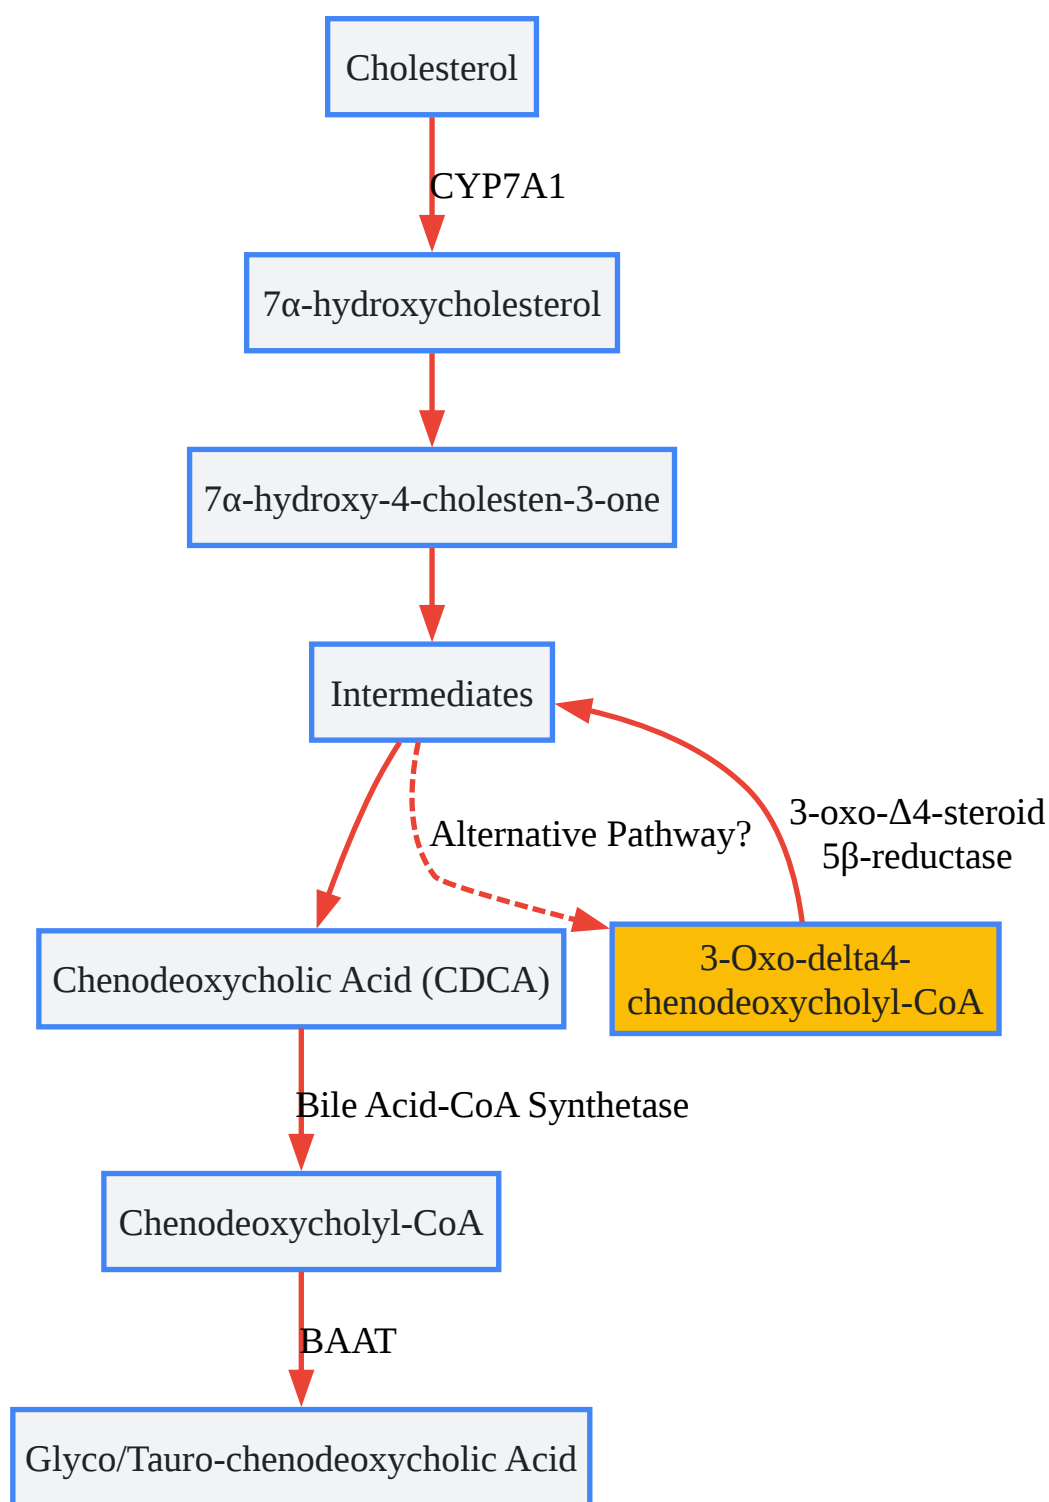 Cholesterol
CYP7A1
7α-hydroxycholesterol
7α-hydroxy-4-cholesten-3-one
Intermediates
Alternative Pathway?
3-oxo-Δ4-steroid
5β-reductase
Chenodeoxycholic Acid (CDCA)
3-Oxo-delta4-
chenodeoxycholyl-CoA
Bile Acid-CoA Synthetase
Chenodeoxycholyl-CoA
BAAT
Glyco/Tauro-chenodeoxycholic Acid